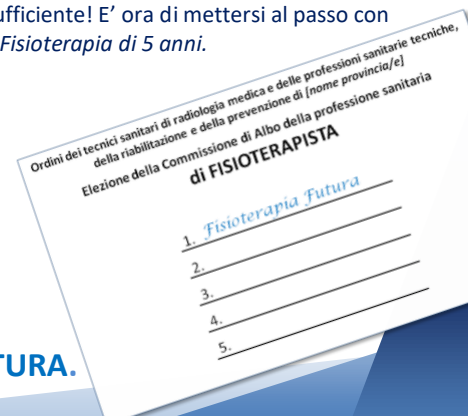 ufficiente! E’ ora di mettersi al passo con
Fisioterapia di 5 anni.
Ordini dei tecnici sanitari di radiologia medica e delle professioni sanitarie tecniche,
della riabilitazione e della prevenzione di [nome provincia/e]
Elezione della Commissione di Albo della professione sanitaria
di FISIOTERAPISTA
1. Fisioterapia Futura
2.
3.
4.
5.
TURA.